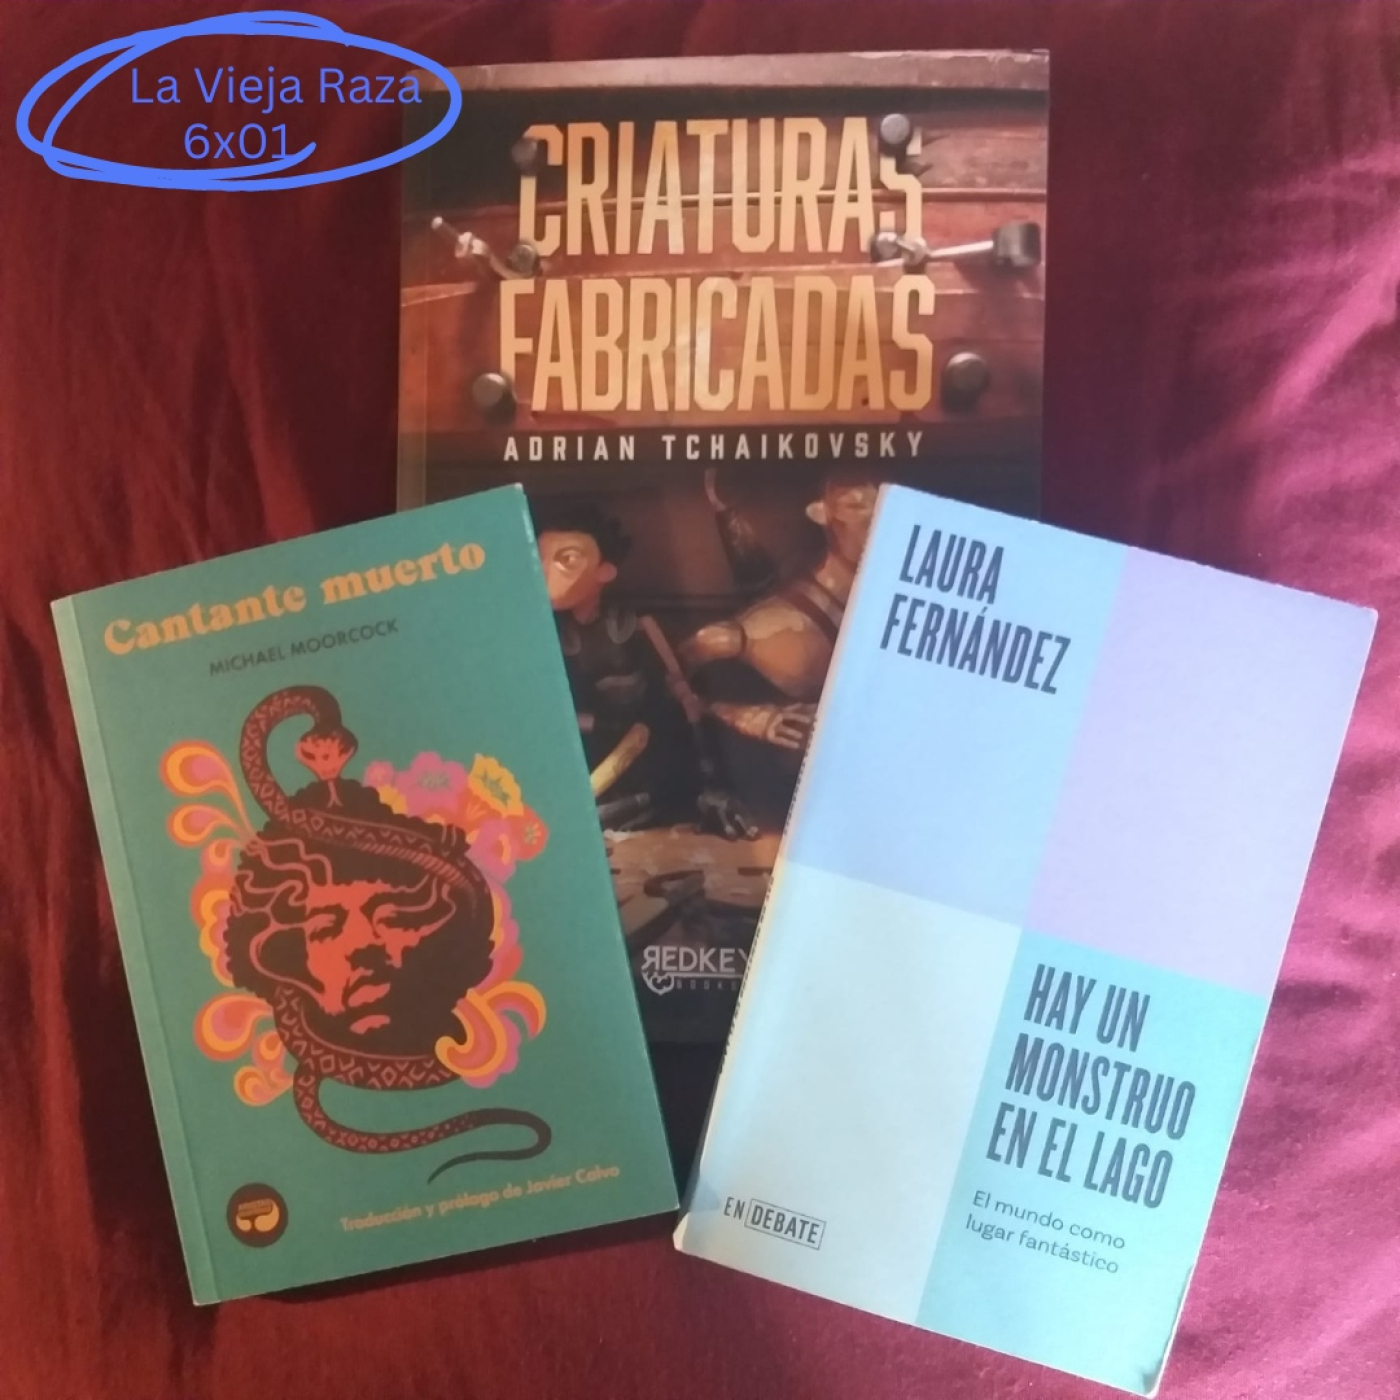 La Vieja Raza
6x01
CRIATURAS
FABRICADAS
ADRIAN TCHAIKOVSKY
REDKEY
BOOKS
Cantante muerto
MICHAEL MOORCOCK
Traducción y prólogo de Javier Calvo
LAURA
FERNÁNDEZ
HAY UN
MONSTRUO
EN EL LAGO
El mundo como
lugar fantástico
EN DEBATE